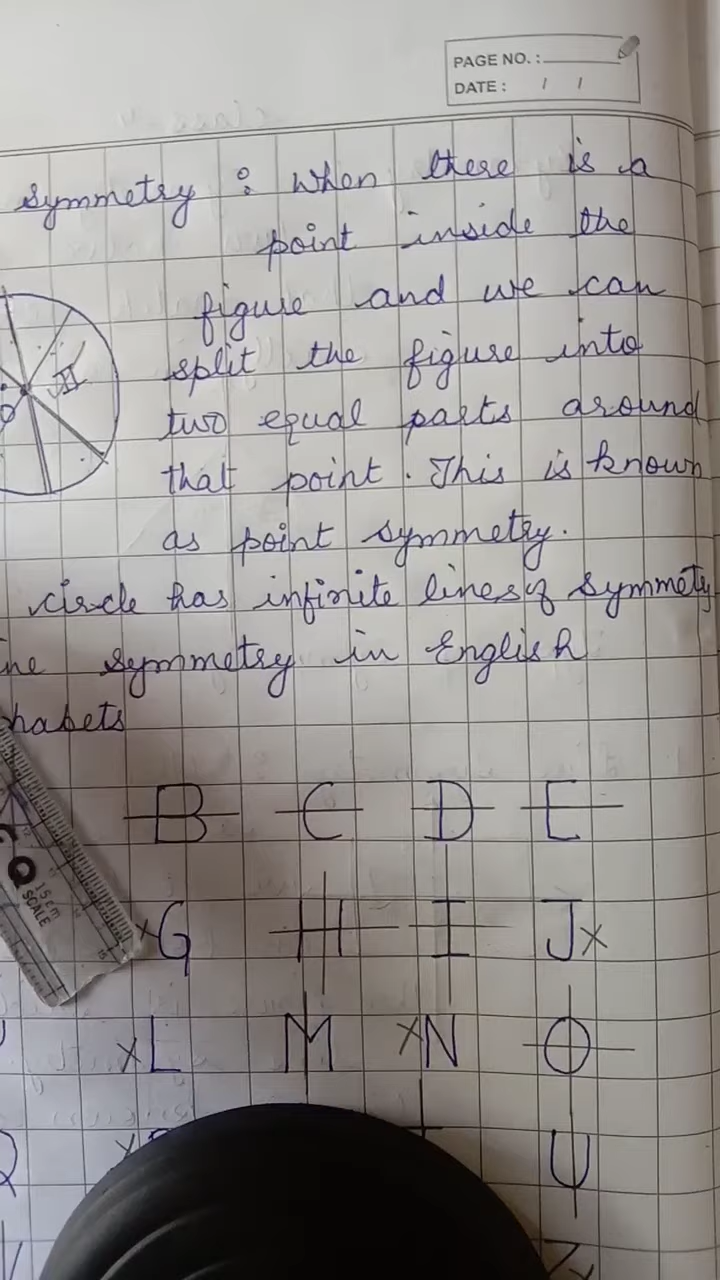 PAGE NO. :
DATE : / /
symmetry : When there is a
point inside the
figure and we can
II
split the figure into
two equal parts around
that point. This is known
as point symmetry.
circle has infinite lines of symmety
symmetry in English
B C D E
15 cm
SCALE
×G H I J×
×L M ×N O
U